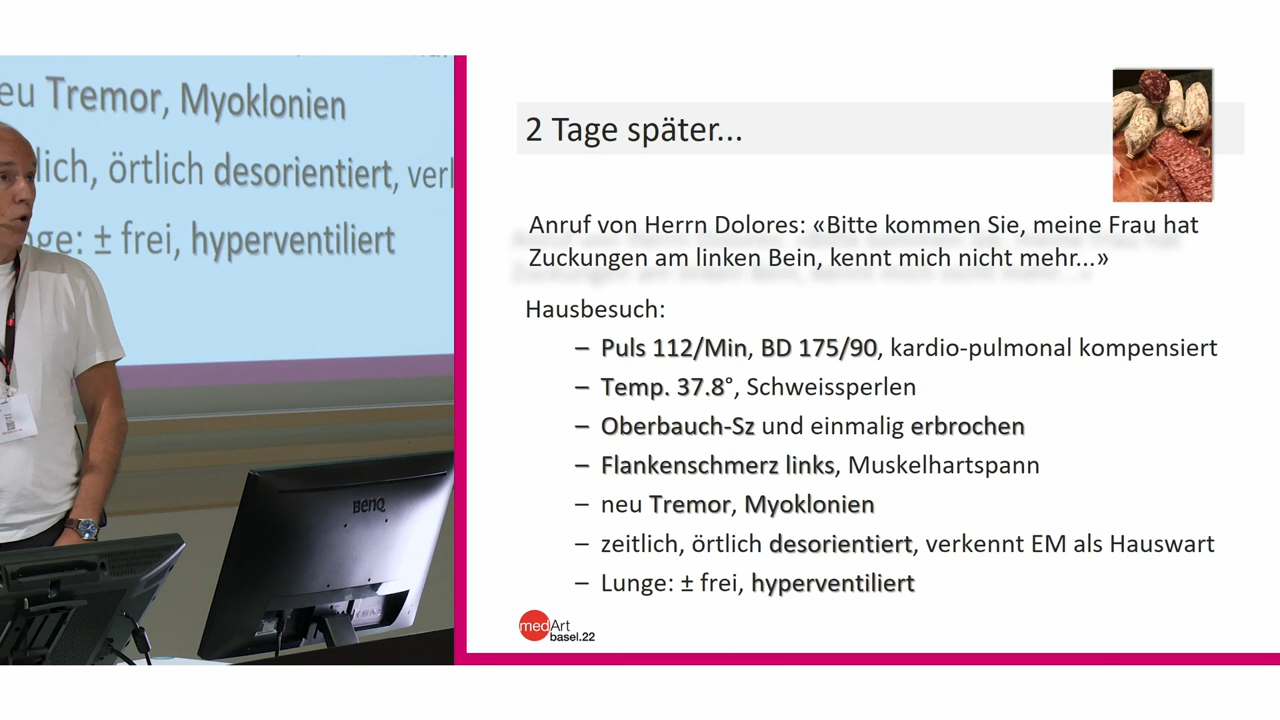 eu Tremor, Myoklonien
lich, örtlich desorientiert, verl
nge: ± frei, hyperventiliert
BenQ
2 Tage später...
Anruf von Herrn Dolores: «Bitte kommen Sie, meine Frau hat
Zuckungen am linken Bein, kennt mich nicht mehr...»
Hausbesuch:
– Puls 112/Min, BD 175/90, kardio-pulmonal kompensiert
– Temp. 37.8°, Schweissperlen
– Oberbauch-Sz und einmalig erbrochen
– Flankenschmerz links, Muskelhartspann
– neu Tremor, Myoklonien
– zeitlich, örtlich desorientiert, verkennt EM als Hauswart
– Lunge: ± frei, hyperventiliert
medArt
basel.22